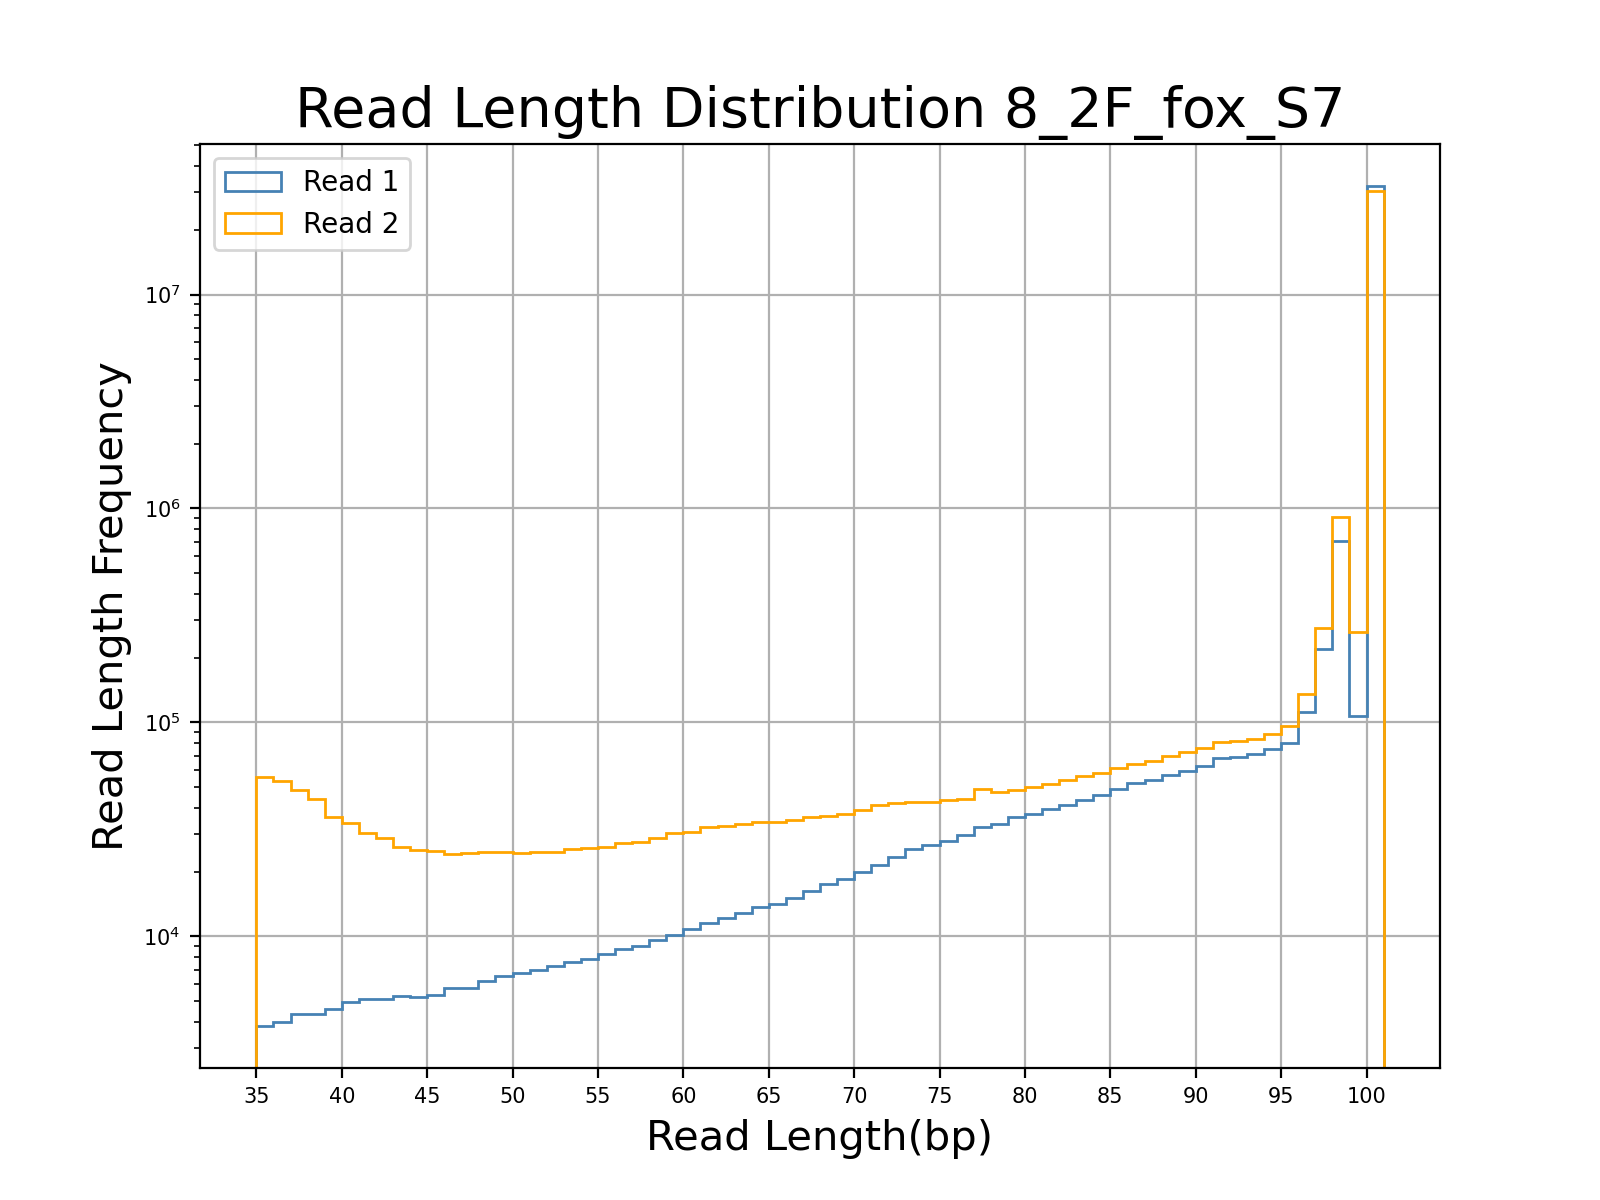 Read Length Distribution 8_2F_fox_S7
Read 1
Read 2
10⁷
10⁶
10⁵
10⁴
Read Length Frequency
35 40 45 50 55 60 65 70 75 80 85 90 95 100
Read Length(bp)